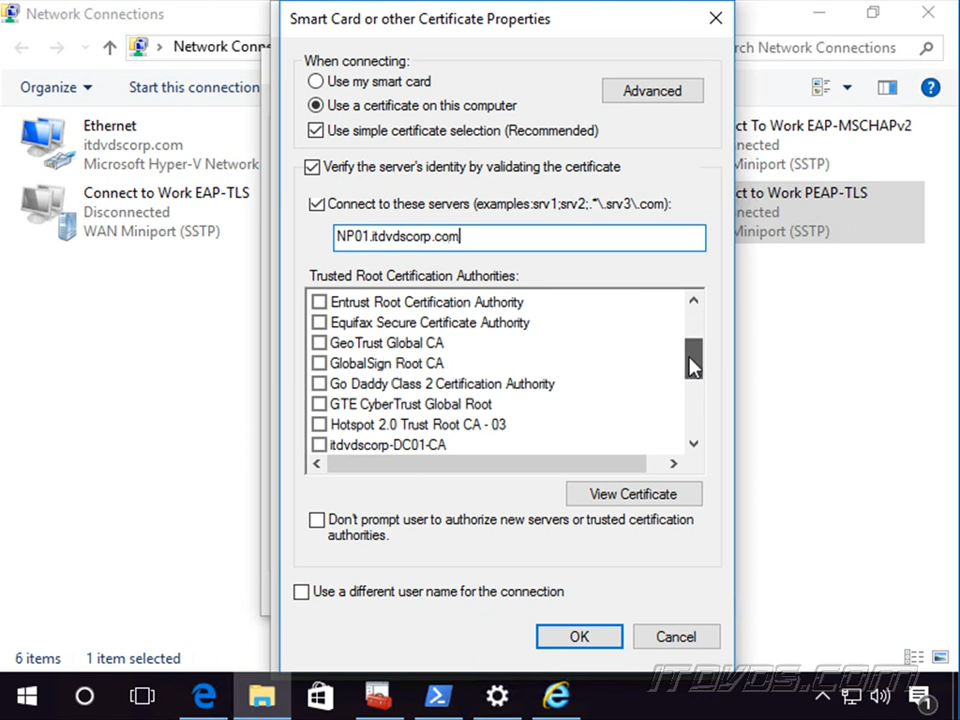 Network Connections
Smart Card or other Certificate Properties
Network Conn
rch Network Connections
Organize
Start this connection
Ethernet
itdvdscorp.com
Microsoft Hyper-V Network
Connect to Work EAP-TLS
Disconnected
WAN Miniport (SSTP)
ct To Work EAP-MSCHAPv2
nected
Miniport (SSTP)
ct to Work PEAP-TLS
nected
Miniport (SSTP)
When connecting:
Use my smart card
Advanced
Use a certificate on this computer
Use simple certificate selection (Recommended)
Verify the server's identity by validating the certificate
Connect to these servers (examples:srv1;srv2;.*\.srv3\.com):
NP01.itdvdscorp.com
Trusted Root Certification Authorities:
Entrust Root Certification Authority
Equifax Secure Certificate Authority
GeoTrust Global CA
GlobalSign Root CA
Go Daddy Class 2 Certification Authority
GTE CyberTrust Global Root
Hotspot 2.0 Trust Root CA - 03
itdvdscorp-DC01-CA
View Certificate
Don't prompt user to authorize new servers or trusted certification
authorities.
Use a different user name for the connection
OK
Cancel
6 items
1 item selected
ITDVDS.COM
1